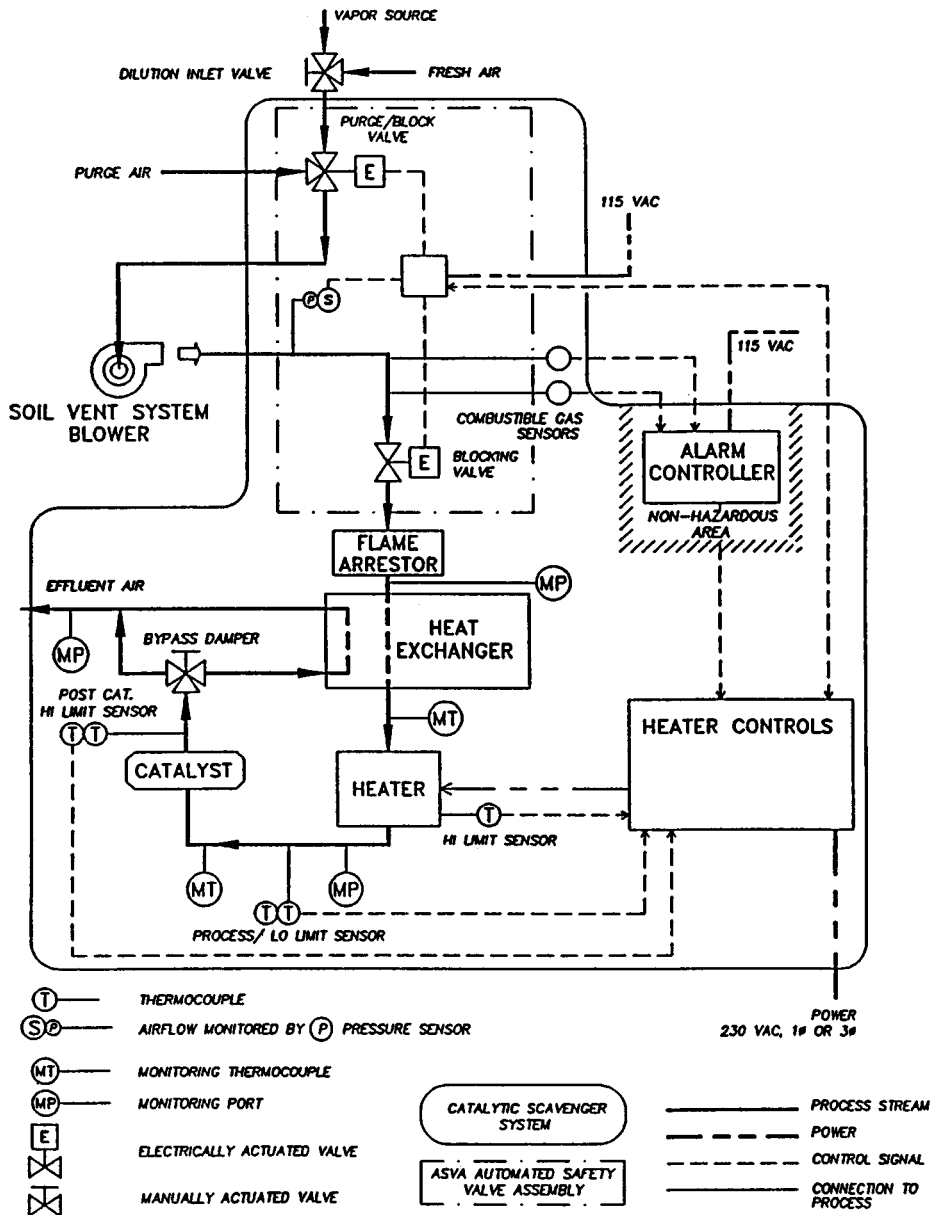 VAPOR SOURCE
DILUTION INLET VALVE
FRESH AIR
PURGE/BLOCK
VALVE
PURGE AIR
E
115 VAC
P S
115 VAC
SOIL VENT SYSTEM
BLOWER
COMBUSTIBLE GAS
SENSORS
E
BLOCKING
VALVE
ALARM
CONTROLLER
NON-HAZARDOUS
AREA
FLAME
ARRESTOR
MP
EFFLUENT AIR
HEAT
EXCHANGER
MP
BYPASS DAMPER
POST CAT.
HI LIMIT SENSOR
T T
MT
HEATER CONTROLS
CATALYST
HEATER
T
HI LIMIT SENSOR
MT
T T
MP
PROCESS/ LO LIMIT SENSOR
POWER
230 VAC, 1ø OR 3ø
T THERMOCOUPLE
S P AIRFLOW MONITORED BY P PRESSURE SENSOR
MT MONITORING THERMOCOUPLE
MP MONITORING PORT
E ELECTRICALLY ACTUATED VALVE
MANUALLY ACTUATED VALVE
CATALYTIC SCAVENGER
SYSTEM
ASVA AUTOMATED SAFETY
VALVE ASSEMBLY
PROCESS STREAM
POWER
CONTROL SIGNAL
CONNECTION TO
PROCESS